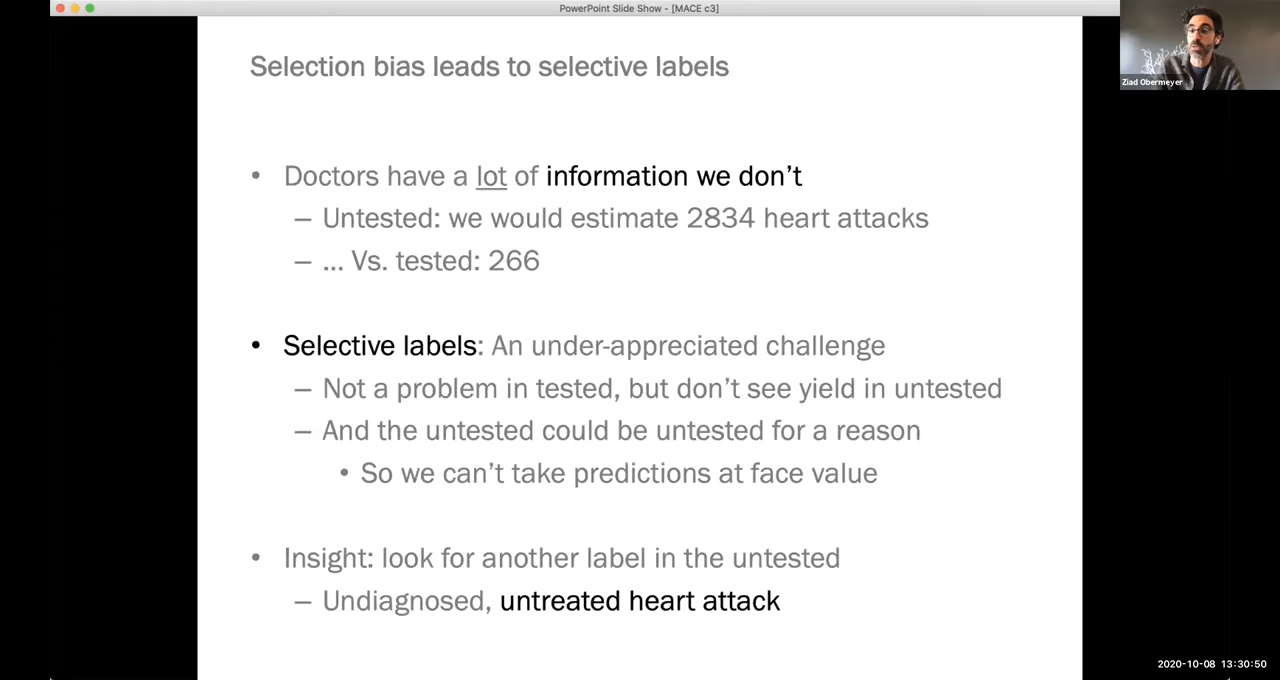 PowerPoint Slide Show - [MACE c3]
Ziad Obermeyer
Selection bias leads to selective labels
• Doctors have a lot of information we don't
– Untested: we would estimate 2834 heart attacks
– ... Vs. tested: 266
• Selective labels: An under-appreciated challenge
– Not a problem in tested, but don't see yield in untested
– And the untested could be untested for a reason
• So we can't take predictions at face value
• Insight: look for another label in the untested
– Undiagnosed, untreated heart attack
2020-10-08 13:30:50